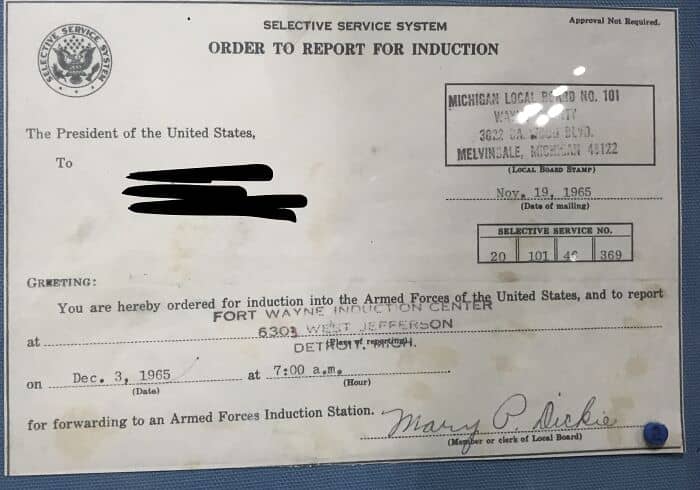 SELECTIVE SERVICE SYSTEM
Approval Not Required.
ORDER TO REPORT FOR INDUCTION
SELECTIVE SERVICE SYSTEM
MICHIGAN LOCAL BOARD NO. 101
3022 BLVD.
MELVINDALE, MICHIGAN 48122
(LOCAL BOARD STAMP)
The President of the United States,
To
Nov. 19, 1965
(Date of mailing)
SELECTIVE SERVICE NO.
20 101 369
GREETING:
You are hereby ordered for induction into the Armed Forces of the United States, and to report
FORT WAYNE INDUCTION CENTER
at 6301 WEST JEFFERSON
(Place of reporting)
DETROIT, MICH.
on Dec. 3, 1965 at 7:00 a.m.
(Date) (Hour)
for forwarding to an Armed Forces Induction Station.
Mary P. Dickie
(Member or clerk of Local Board)